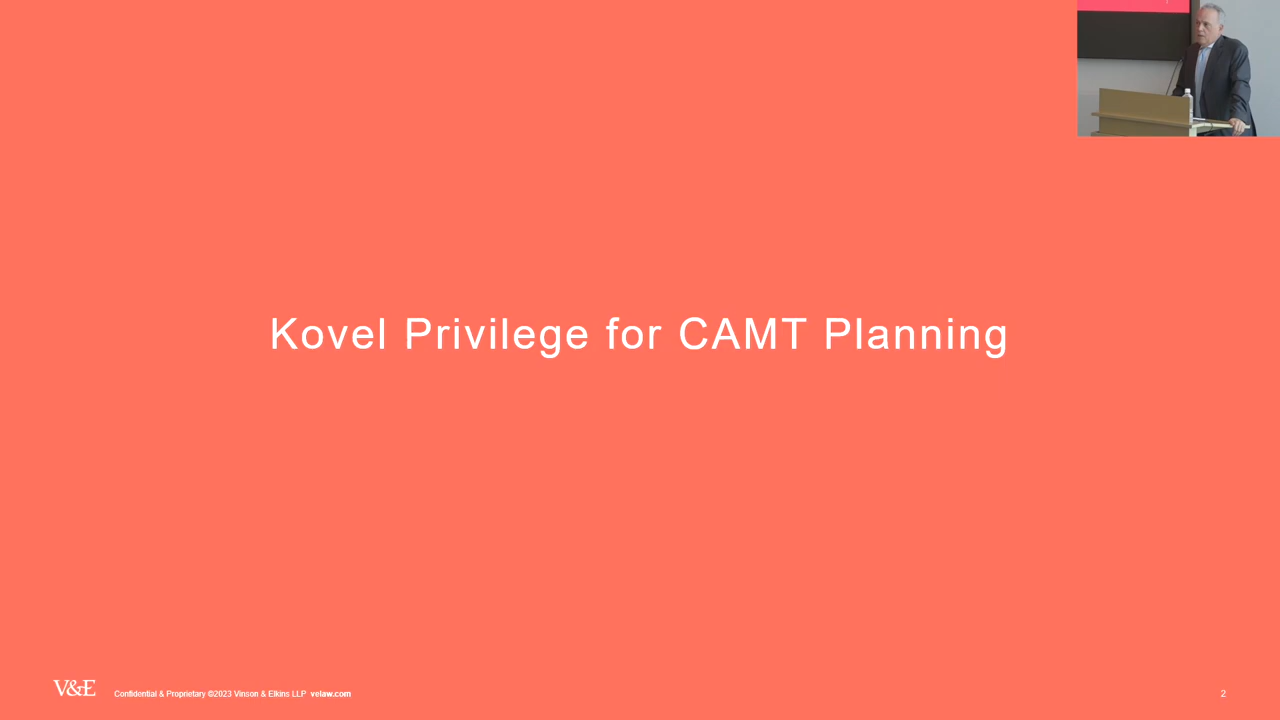 Kovel Privilege for CAMT Planning
V&E Confidential & Proprietary ©2023 Vinson & Elkins LLP velaw.com 2